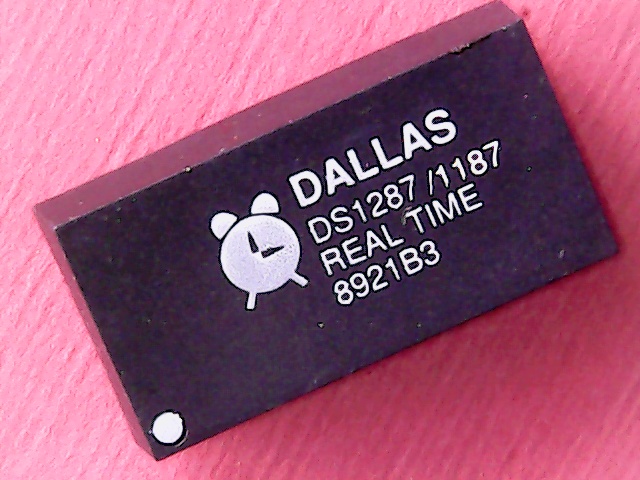 DALLAS
DS1287 /1187
REAL TIME
8921B3